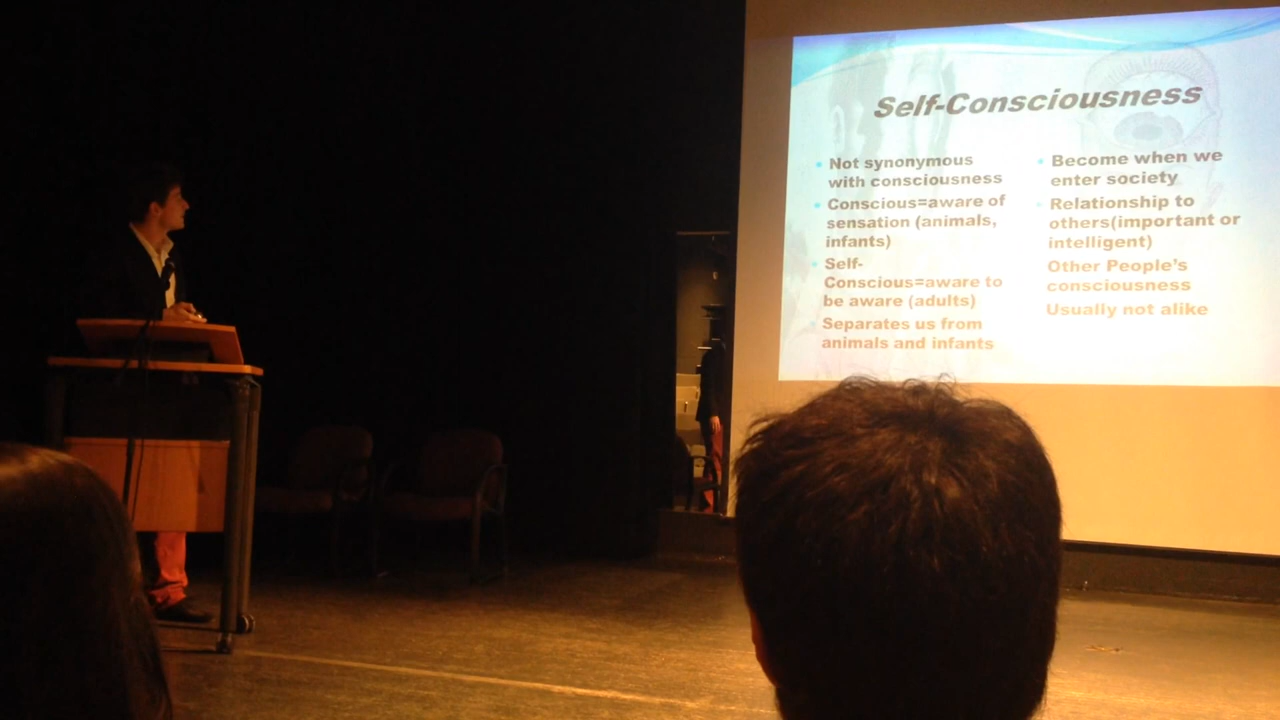 Self-Consciousness
Not synonymous
with consciousness
Conscious=aware of
sensation (animals,
infants)
Self-
Conscious=aware to
be aware (adults)
Separates us from
animals and infants
Become when we
enter society
Relationship to
others(important or
intelligent)
Other People's
consciousness
Usually not alike